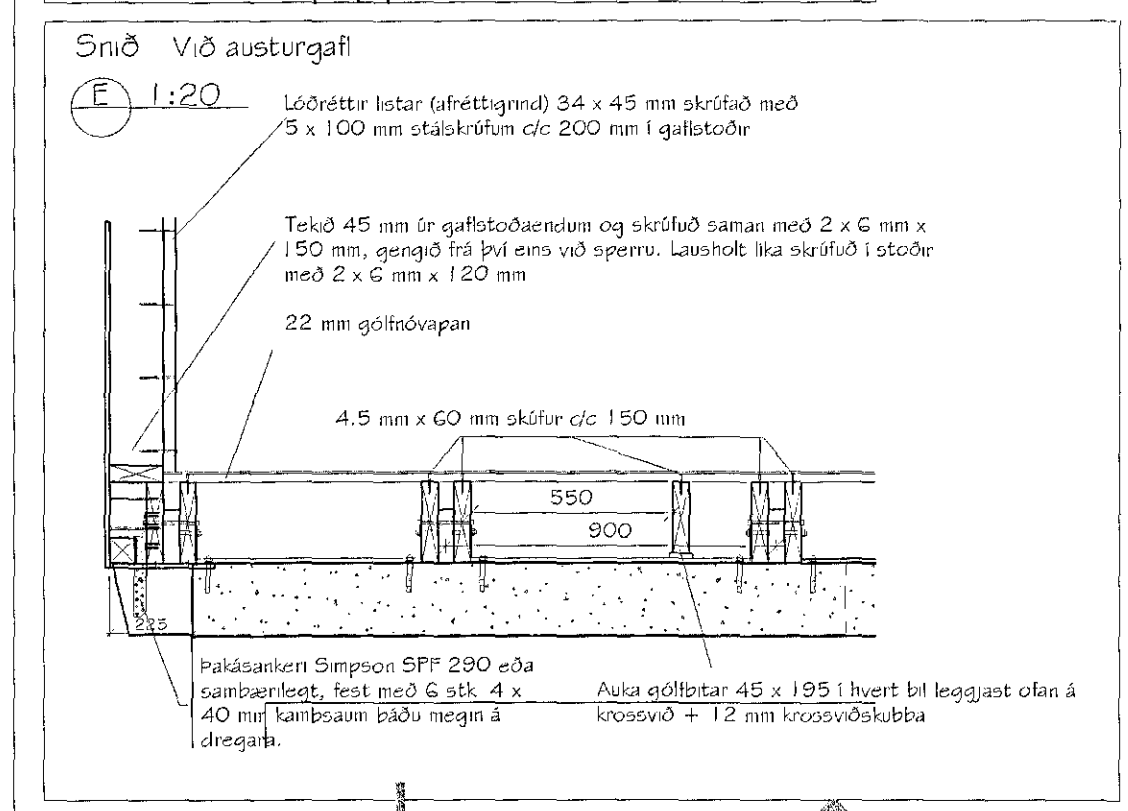 Snið Við austurgafl
E 1:20
Lóðréttir listar (afréttigrind) 34 x 45 mm skrúfað með
5 x 100 mm stálskrúfum c/c 200 mm í gaflstoðir
Tekið 45 mm úr gaflstoðaendum og skrúfuð saman með 2 x 6 mm x
150 mm, gengið frá því eins við sperru. Lausholt líka skrúfuð í stoðir
með 2 x 6 mm x 120 mm
22 mm gólfnóvapan
4.5 mm x 60 mm skúfur c/c 150 mm
550
900
225
Þakásankeri Simpson SPF 290 eða
sambærilegt, fest með 6 stk 4 x
40 mm kambsaum báðu megin á
dregara.
Auka gólfbitar 45 x 195 í hvert bil leggjast ofan á
krossvið + 12 mm krossviðskubba